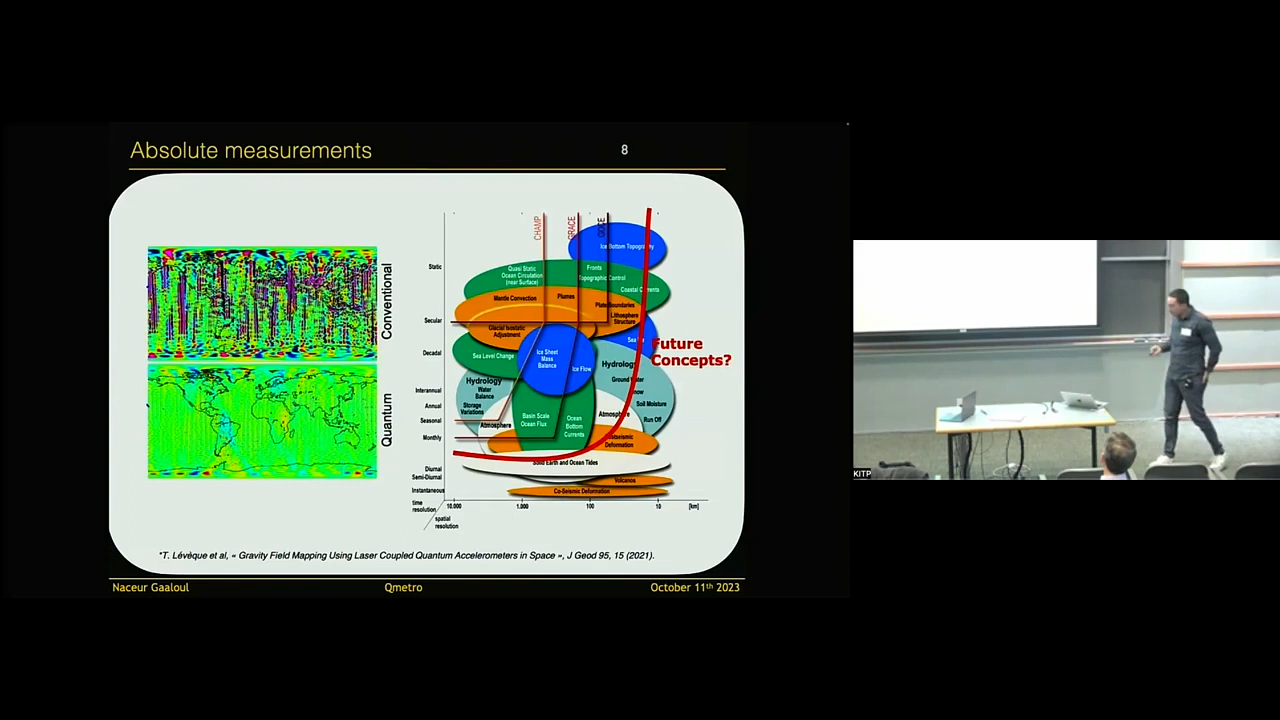 Absolute measurements
8
Conventional
Quantum
CHAMP
GRACE
GOCE
Ice Bottom Topography
Static
Quasi Static
Ocean Circulation
(near Surface)
Fronts
Topographic Control
Coastal Currents
Mantle Convection
Plumes
Plate Boundaries
Lithosphere
Structure
Secular
Glacial Isostatic
Adjustment
Decadal
Sea Level Change
Ice Sheet
Mass
Balance
Ice Flow
Sea
Future
Concepts?
Hydrology
Water
Balance
Storage
Variations
Hydrology
Ground Water
Snow
Soil Moisture
Run Off
Interannual
Annual
Seasonal
Monthly
Atmosphere
Basin Scale
Ocean Flux
Ocean
Bottom
Currents
Atmosphere
Deformation
Solid Earth and Ocean Tides
Diurnal
Semi-Diurnal
Instantaneous
Volcanos
Co-Seismic Deformation
time
resolution
10.000
1.000
100
10
[km]
spatial
resolution
*T. Lévèque et al, « Gravity Field Mapping Using Laser Coupled Quantum Accelerometers in Space », J Geod 95, 15 (2021).
Naceur Gaaloul
Qmetro
October 11th 2023
KITP